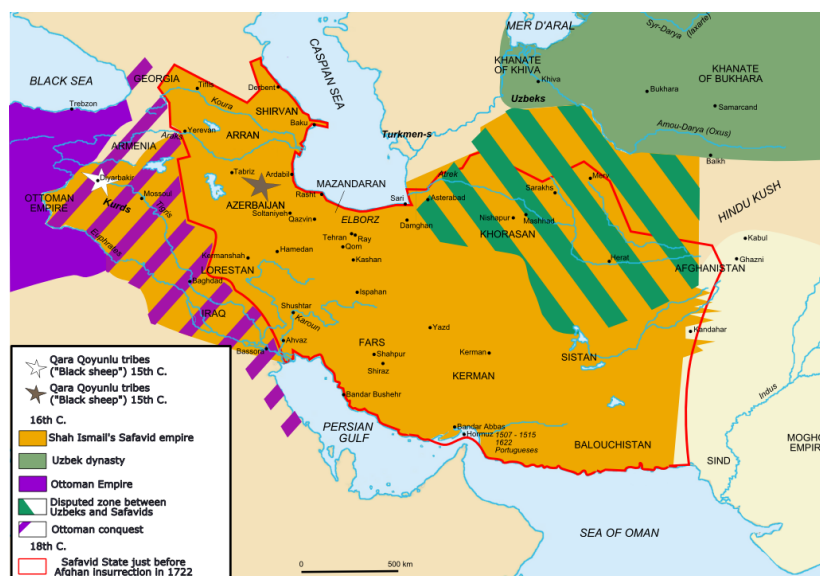 MER D'ARAL
Syr-Darya (Iaxarfe)
KHANATE
OF KHIVA
Khiva
KHANATE
OF BUKHARA
Bukhara
Samarcand
Uzbeks
Amou-Darya (Oxus)
Balkh
HINDU KUSH
BLACK SEA
Trebzon
GEORGIA
Tiflis
Derbent
CASPIAN SEA
Koura
SHIRVAN
Baku
ARRAN
Yerevan
Aras
ARMENIA
Turkmen-s
Diyarbakir
OTTOMAN
EMPIRE
Kurds
Mossoul
Tigris
Euphrates
Tabriz
Ardabil
AZERBAIJAN
Soltaniyeh
Rasht
Qazvin
MAZANDARAN
ELBORZ
Sari
Atrek
Asterabad
Damghan
Sarakhs
Merv
Nishapur
Mashhad
KHORASAN
Herat
AFGHANISTAN
Kabul
Ghazni
Kandahar
Tehran
Ray
Qom
Kashan
Hamedan
Kermanshah
LORESTAN
Baghdad
IRAQ
Ispahan
Shushtar
Karoun
Ahvaz
Bassora
Yazd
FARS
Shahpur
Shiraz
Kerman
KERMAN
SISTAN
Bandar Bushehr
PERSIAN
GULF
Bandar Abbas
Hormuz
1507 - 1515
1622
Portugueses
BALOUCHISTAN
SIND
Indus
MOGHO
EMPIR
SEA OF OMAN
0
500 km
Qara Qoyunlu tribes
("Black sheep") 15th C.
Qara Qoyunlu tribes
("Black sheep") 15th C.
16th C.
Shah Ismail's Safavid empire
Uzbek dynasty
Ottoman Empire
Disputed zone between
Uzbeks and Safavids
Ottoman conquest
18th C.
Safavid State just before
Afghan insurrection in 1722